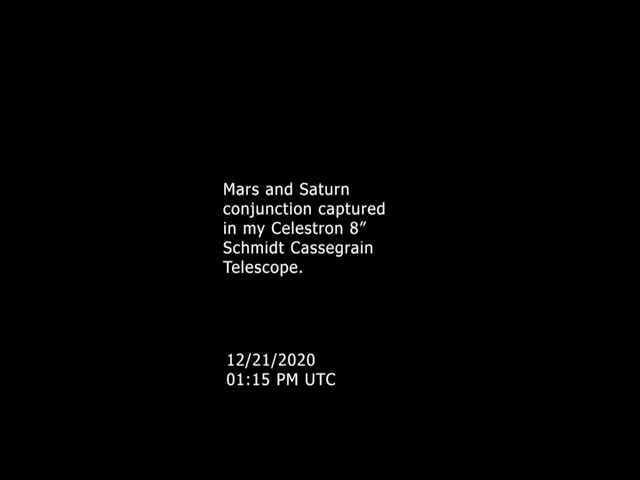 Mars and Saturn
conjunction captured
in my Celestron 8”
Schmidt Cassegrain
Telescope.
12/21/2020
01:15 PM UTC